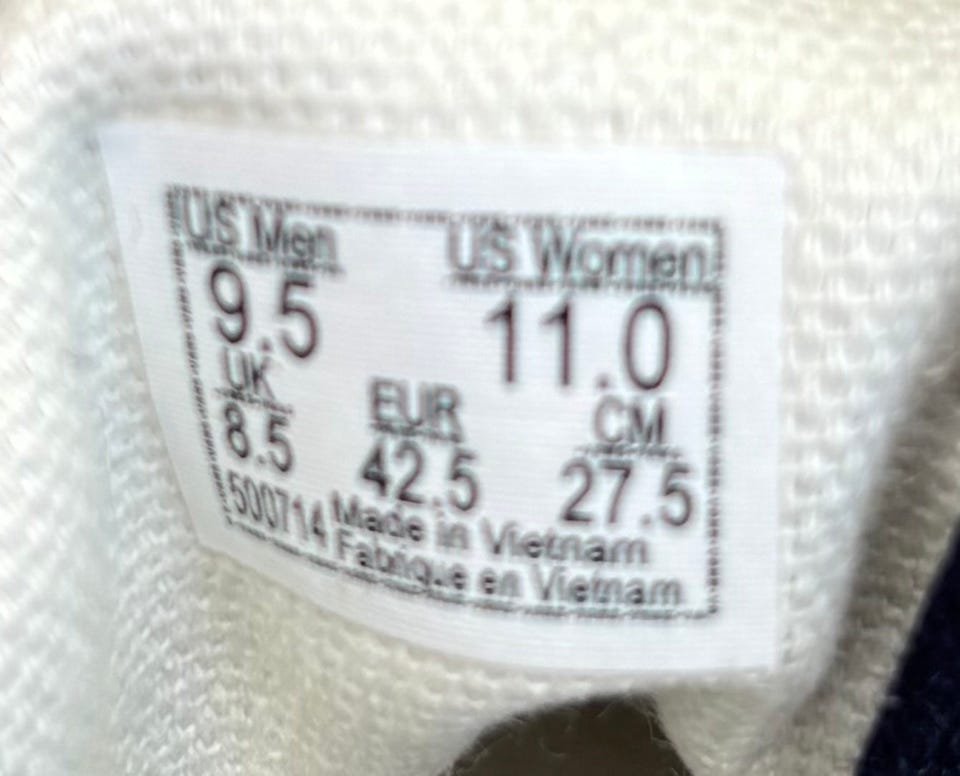 US Men US Women
9.5 11.0
UK EUR CM
8.5 42.5 27.5
500714 Made in Vietnam
Fabrique en Vietnam